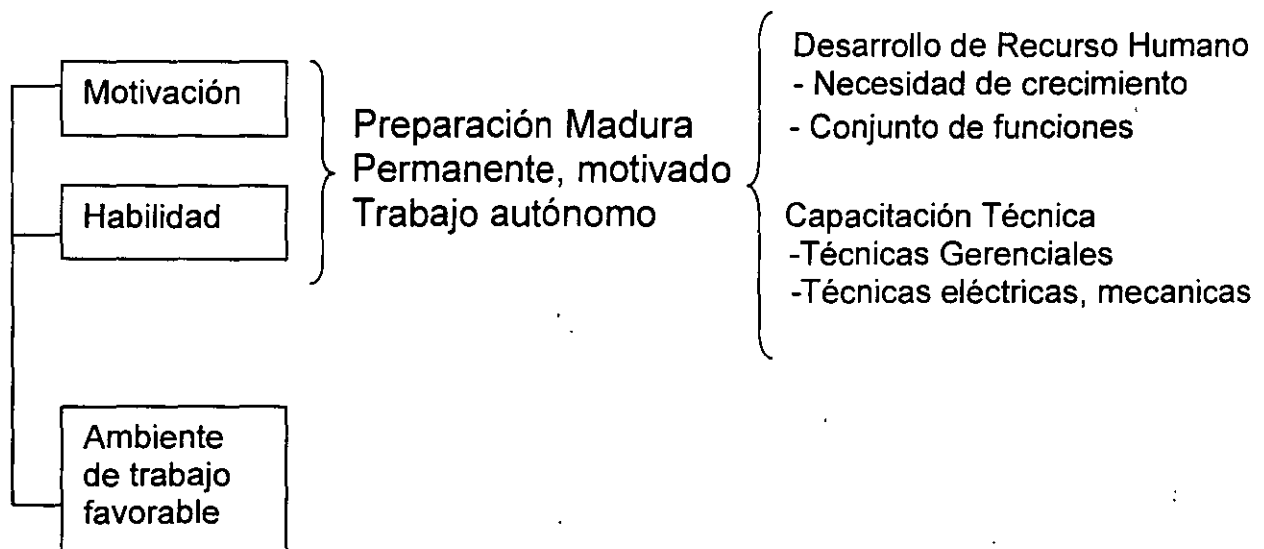 Motivación
Habilidad
Ambiente
de trabajo
favorable
Preparación Madura
Permanente, motivado
Trabajo autónomo
Desarrollo de Recurso Humano
- Necesidad de crecimiento
- Conjunto de funciones
Capacitación Técnica
-Técnicas Gerenciales
-Técnicas eléctricas, mecanicas